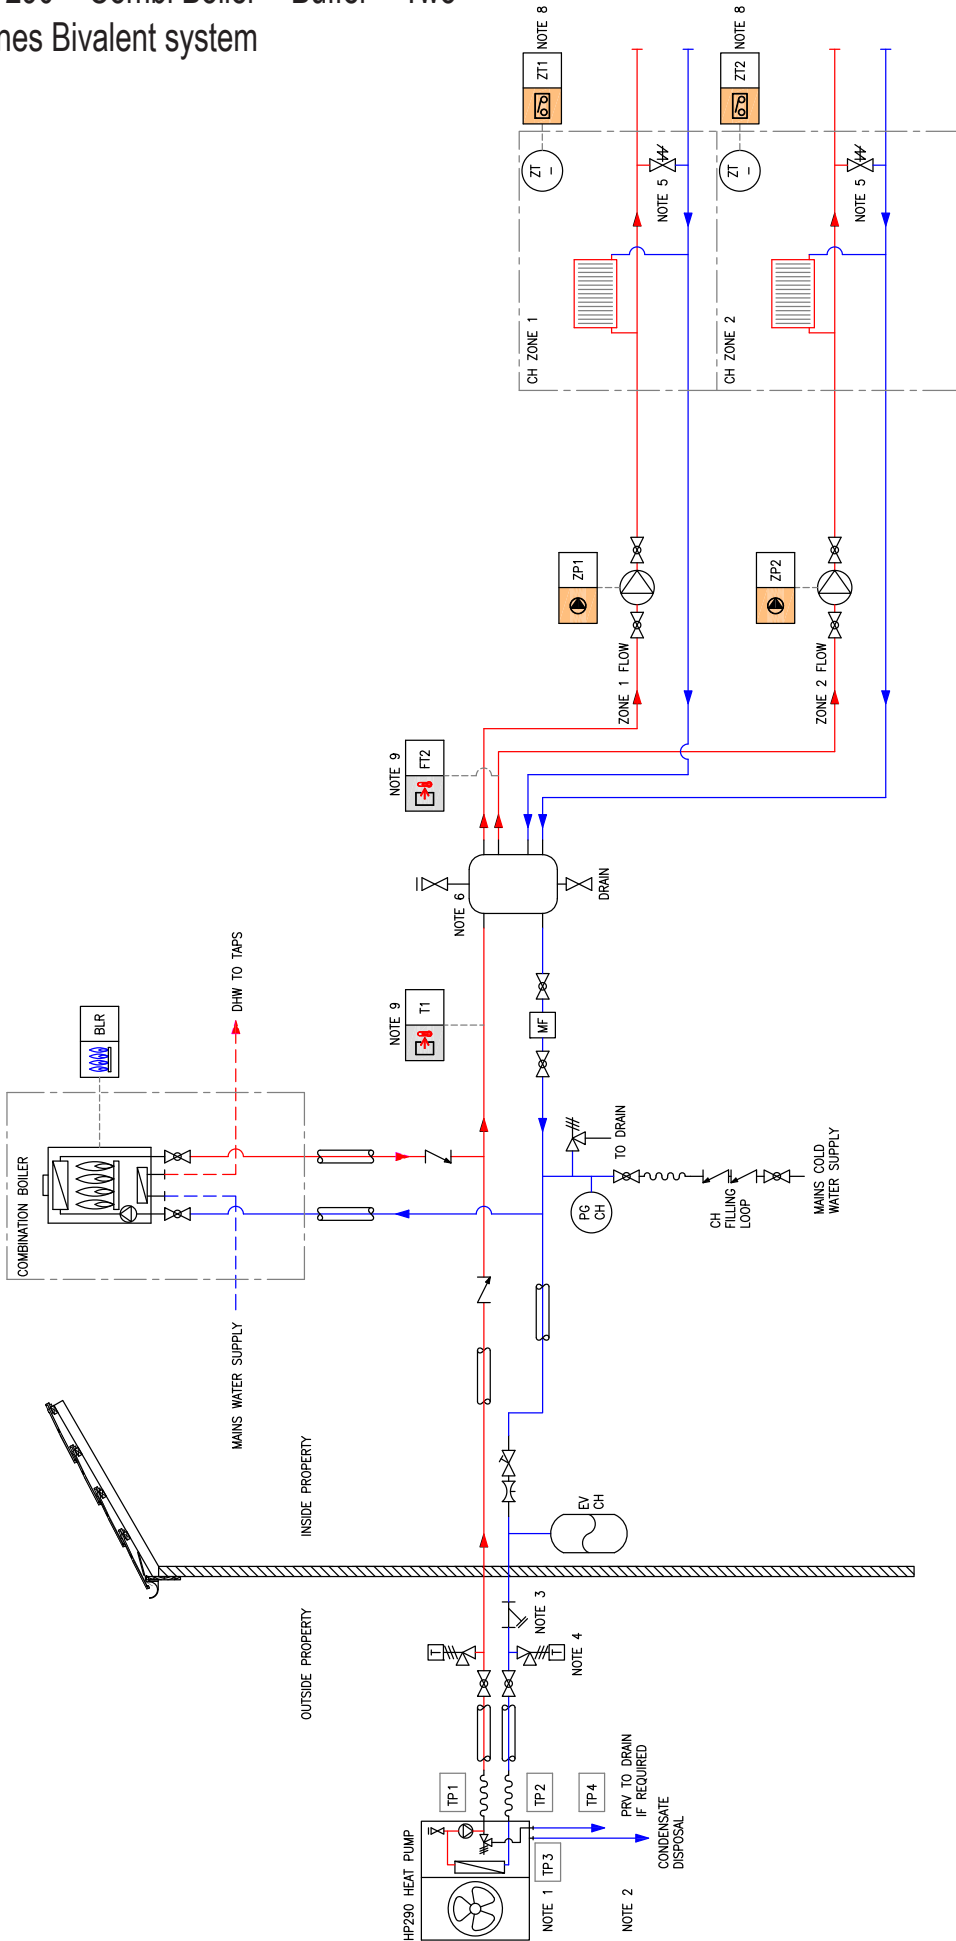 Combi Boiler
Buffer
nes Bivalent system
NOTE 8
ZT1
ZT
_
NOTE 5
CH ZONE 1
NOTE 8
ZT2
ZT
_
NOTE 5
CH ZONE 2
ZP1
ZONE 1 FLOW
ZP2
ZONE 2 FLOW
NOTE 9
FT2
NOTE 6
DRAIN
NOTE 9
T1
MF
DHW TO TAPS
BLR
COMBINATION BOILER
MAINS WATER SUPPLY
TO DRAIN
PG
CH
CH
FILLING
LOOP
MAINS COLD
WATER SUPPLY
INSIDE PROPERTY
OUTSIDE PROPERTY
EV
CH
NOTE 3
NOTE 4
T
T
TP1
TP2
TP4
TP3
PRV TO DRAIN
IF REQUIRED
CONDENSATE
DISPOSAL
HP290 HEAT PUMP
NOTE 1
NOTE 2